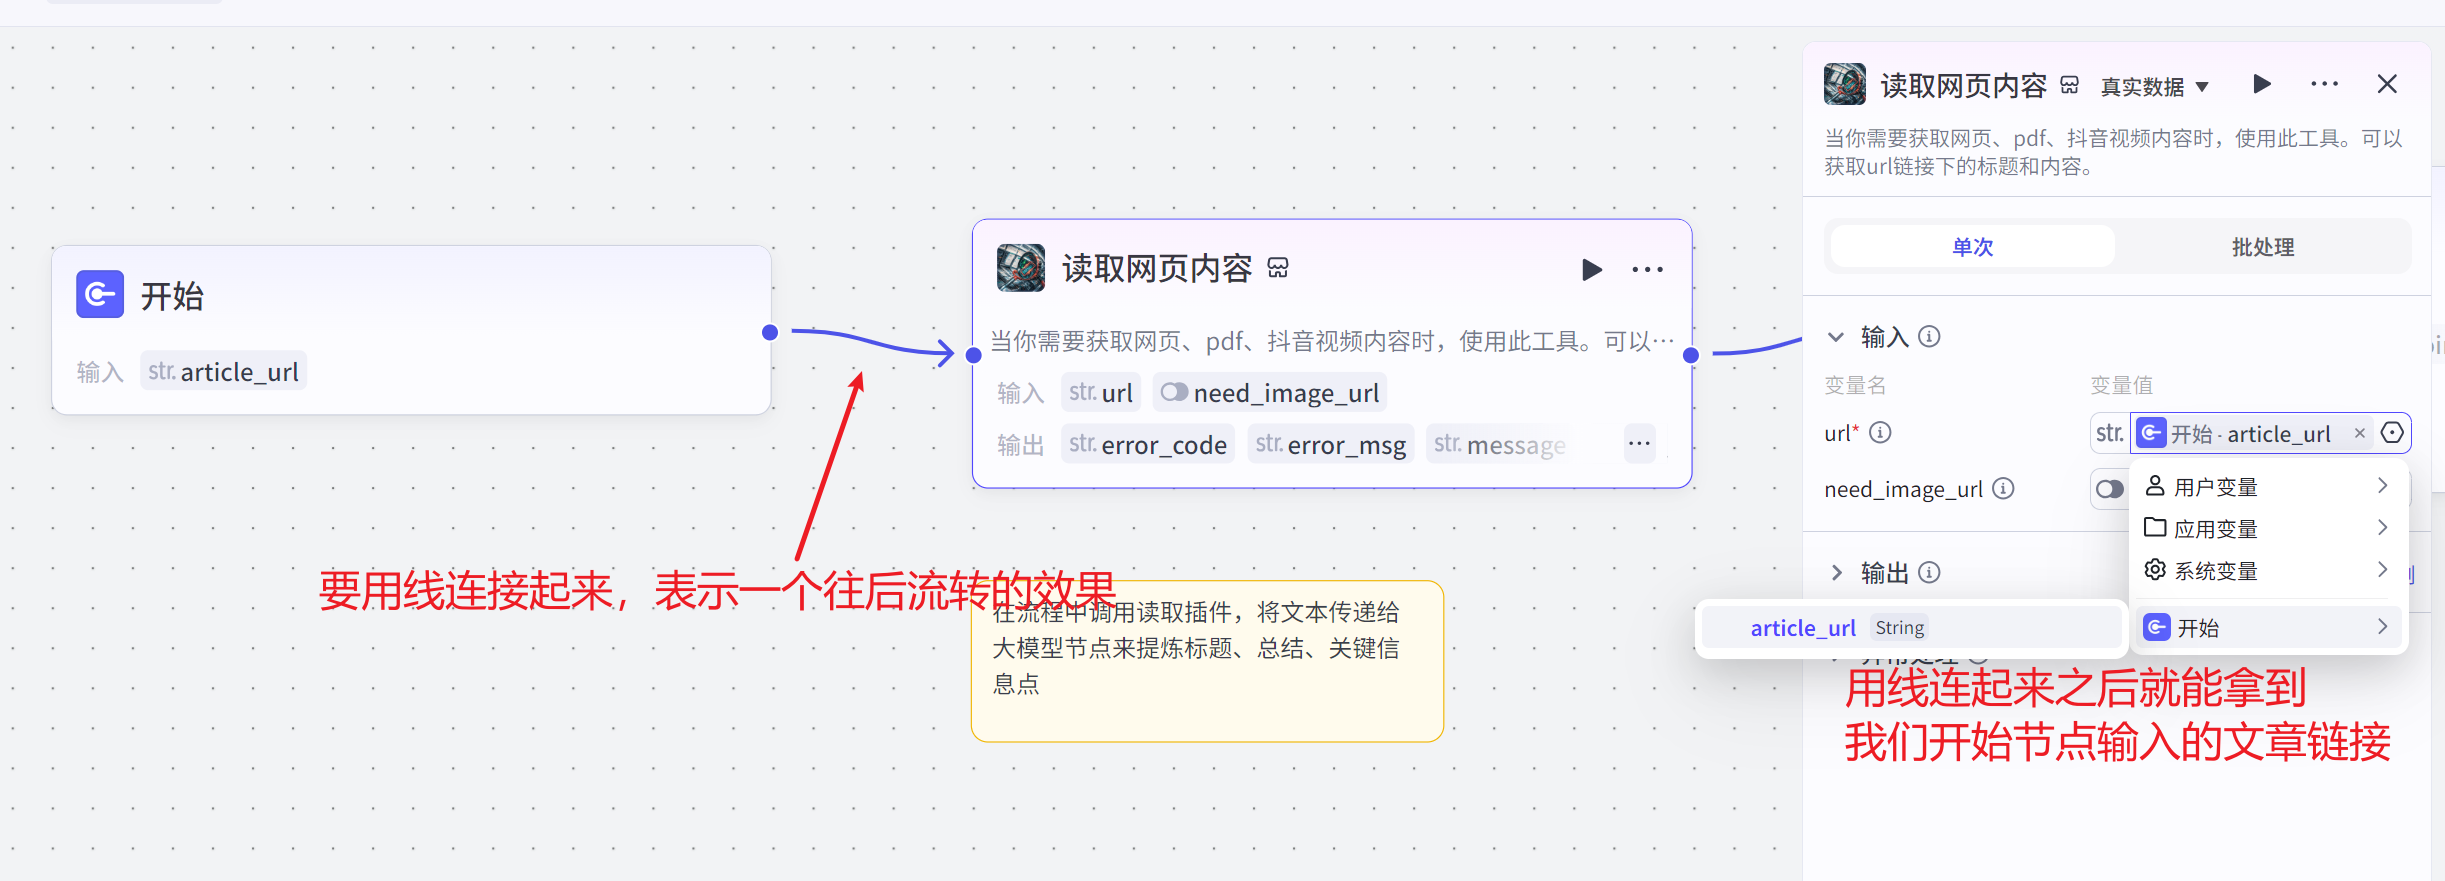 开始
输入 str. article_url
读取网页内容
当你需要获取网页、pdf、抖音视频内容时，使用此工具。可以…
输入 str. url need_image_url
输出 str. error_code str. error_msg str. message
要用线连接起来，表示一个往后流转的效果
在流程中调用读取插件，将文本传递给
大模型节点来提炼标题、总结、关键信
息点
读取网页内容 真实数据
当你需要获取网页、pdf、抖音视频内容时，使用此工具。可以
获取url链接下的标题和内容。
单次 批处理
输入
变量名 变量值
url* str. 开始 - article_url
need_image_url
用户变量
应用变量
系统变量
输出
article_url String
开始
用线连起来之后就能拿到
我们开始节点输入的文章链接